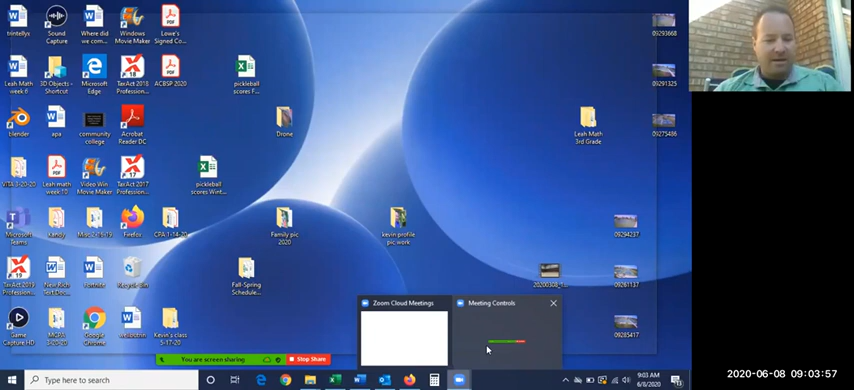 trintellyx
Sound Capture
Where did we com...
Windows Movie Maker
Lowe's Signed Co...
09293668
Leah Math week 6
3D Objects - Shortcut
Microsoft Edge
TaxAct 2018 Profession...
ACBSP 2020
pickleball scores F...
09291325
blender
apa
community college
Acrobat Reader DC
Drone
Leah Math 3rd Grade
09275486
VITA 3-20-20
Leah math week 10
Video Win Movie Maker
TaxAct 2017 Profession...
pickleball scores Wint...
Microsoft Teams
Kandy
Firefox
CPA 1-14-20
Family pic 2020
kevin profile pic work
09294237
TaxAct 2019 Profession...
New Rich Text Doc...
Recycle Bin
Fall-Spring Schedule...
20200308_1...
09281137
Zoom Cloud Meetings
Meeting Controls
Game Capture HD
MCPA 3-20-20
Google Chrome
Kevin's class 5-17-20
09285417
You are screen sharing
Stop Share
Type here to search
9:03 AM
6/8/2020
2020-06-08 09:03:57